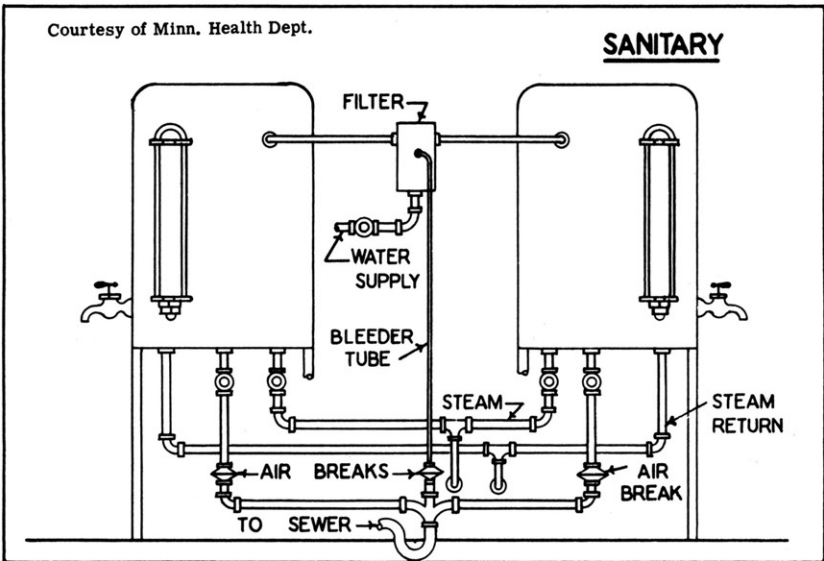 Courtesy of Minn. Health Dept.
SANITARY
FILTER
WATER
SUPPLY
BLEEDER
TUBE
STEAM
STEAM
RETURN
AIR BREAKS
AIR
BREAK
TO SEWER